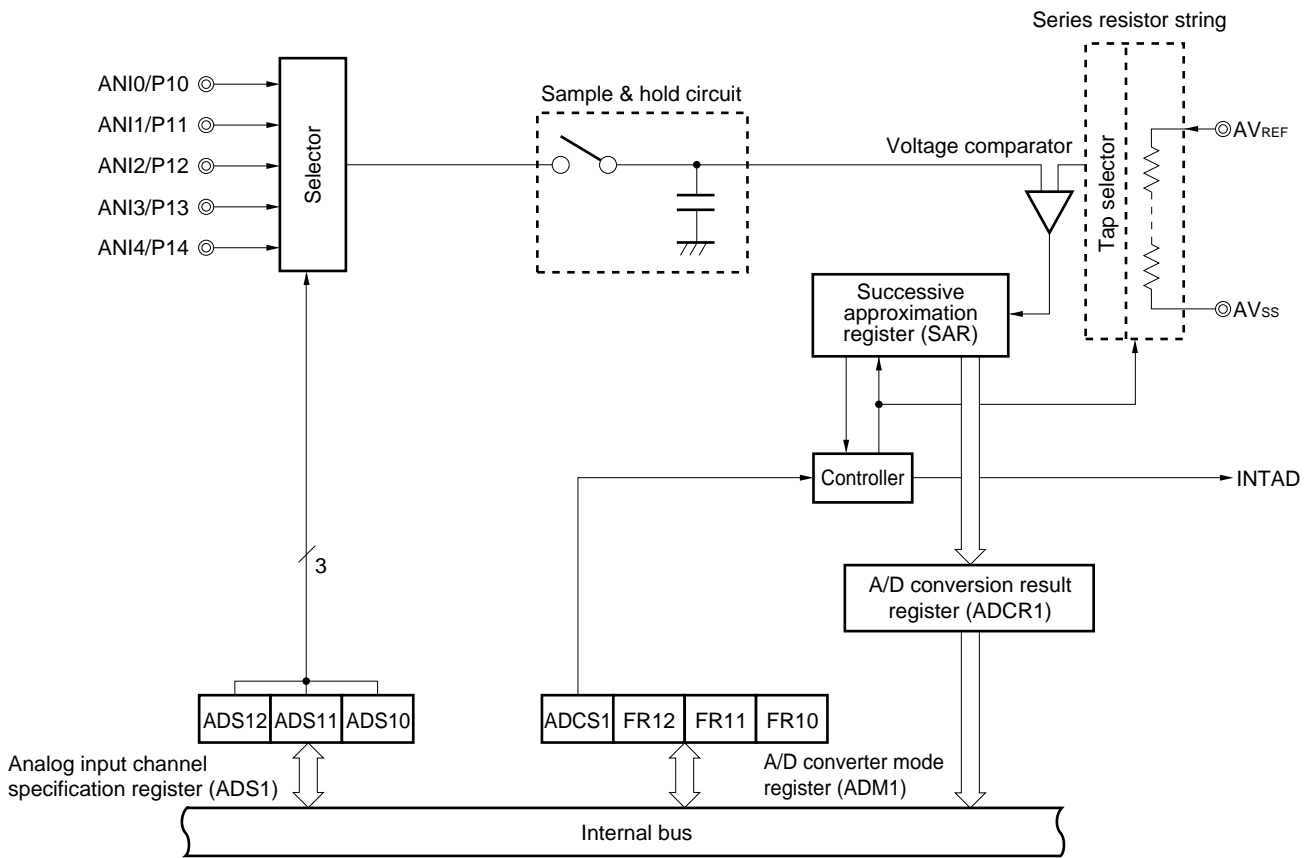 Series resistor string
ANI0/P10
ANI1/P11
ANI2/P12
ANI3/P13
ANI4/P14
Selector
Sample & hold circuit
Voltage comparator
Tap selector
AVREF
AVSS
Successive
approximation
register (SAR)
Controller
INTAD
3
A/D conversion result
register (ADCR1)
ADS12
ADS11
ADS10
ADCS1
FR12
FR11
FR10
Analog input channel
specification register (ADS1)
A/D converter mode
register (ADM1)
Internal bus